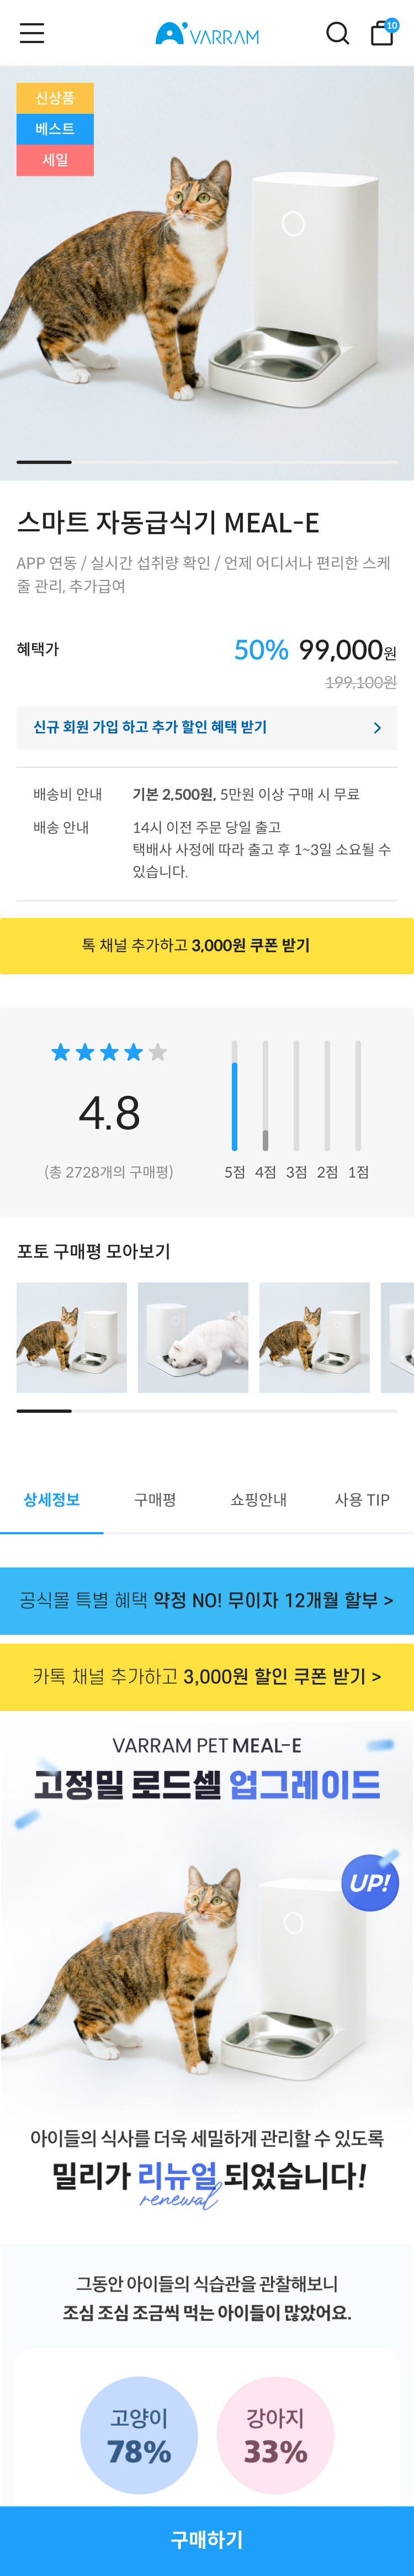 VARRAM
10
신상품
베스트
세일
스마트 자동급식기 MEAL-E
APP 연동 / 실시간 섭취량 확인 / 언제 어디서나 편리한 스케
줄 관리, 추가급여
혜택가
50% 99,000원
199,100원
신규 회원 가입 하고 추가 할인 혜택 받기
배송비 안내
기본 2,500원, 5만원 이상 구매 시 무료
배송 안내
14시 이전 주문 당일 출고
택배사 사정에 따라 출고 후 1~3일 소요될 수
있습니다.
톡 채널 추가하고 3,000원 쿠폰 받기
4.8
(총 2728개의 구매평)
5점 4점 3점 2점 1점
포토 구매평 모아보기
상세정보 구매평 쇼핑안내 사용 TIP
공식몰 특별 혜택 약정 NO! 무이자 12개월 할부 >
카톡 채널 추가하고 3,000원 할인 쿠폰 받기 >
VARRAM PET MEAL-E
고정밀 로드셀 업그레이드
UP!
아이들의 식사를 더욱 세밀하게 관리할 수 있도록
밀리가 리뉴얼 되었습니다!
renewal
그동안 아이들의 식습관을 관찰해보니
조심 조심 조금씩 먹는 아이들이 많았어요.
고양이
78%
강아지
33%
구매하기